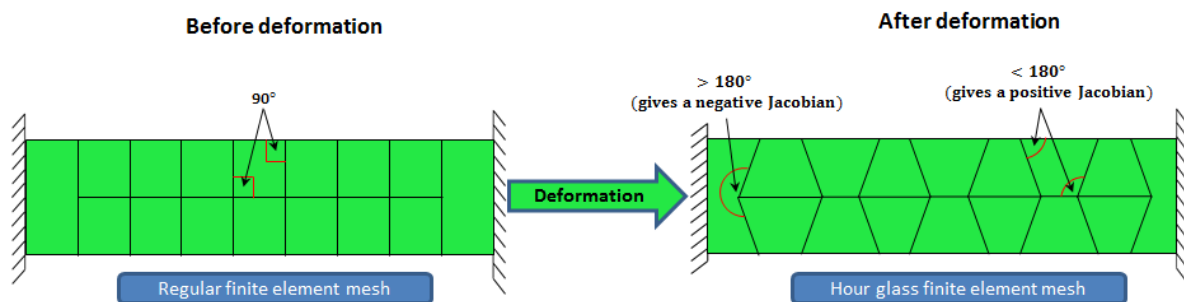 Before deformation
After deformation
90°
> 180°
(gives a negative Jacobian)
< 180°
(gives a positive Jacobian)
Deformation
Regular finite element mesh
Hour glass finite element mesh